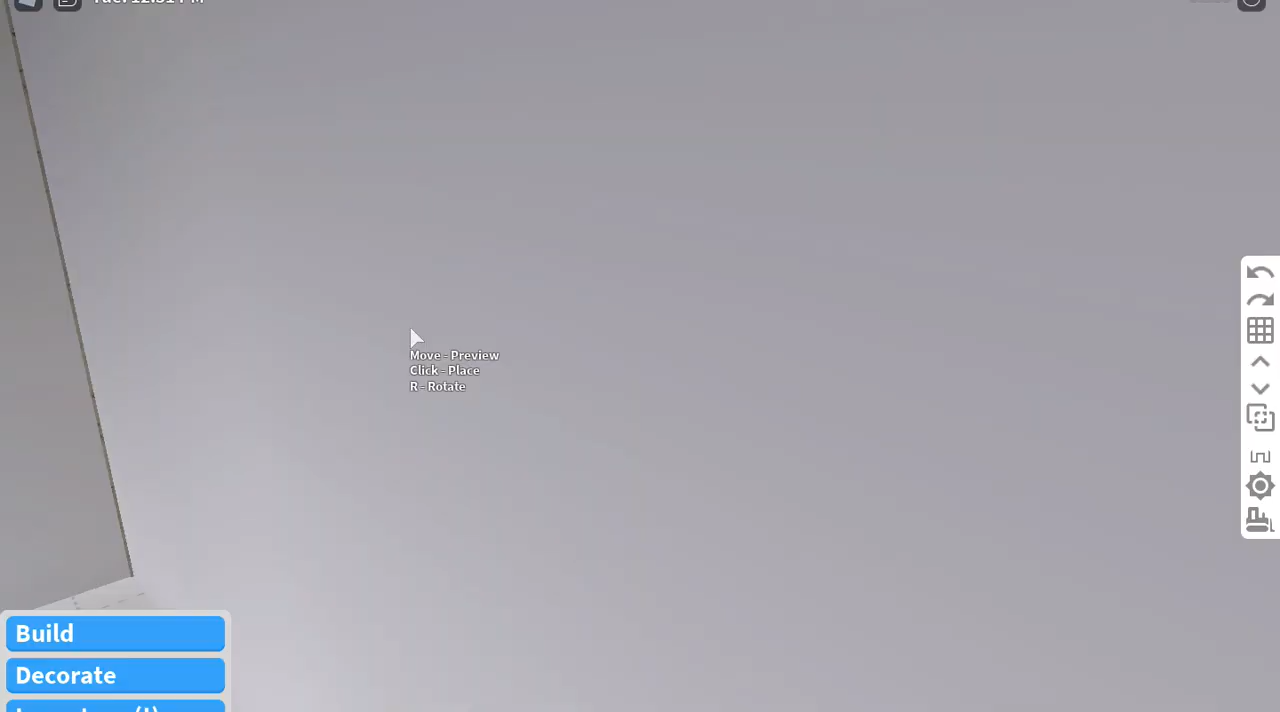 Move - Preview
Click - Place
R - Rotate
Build
Decorate